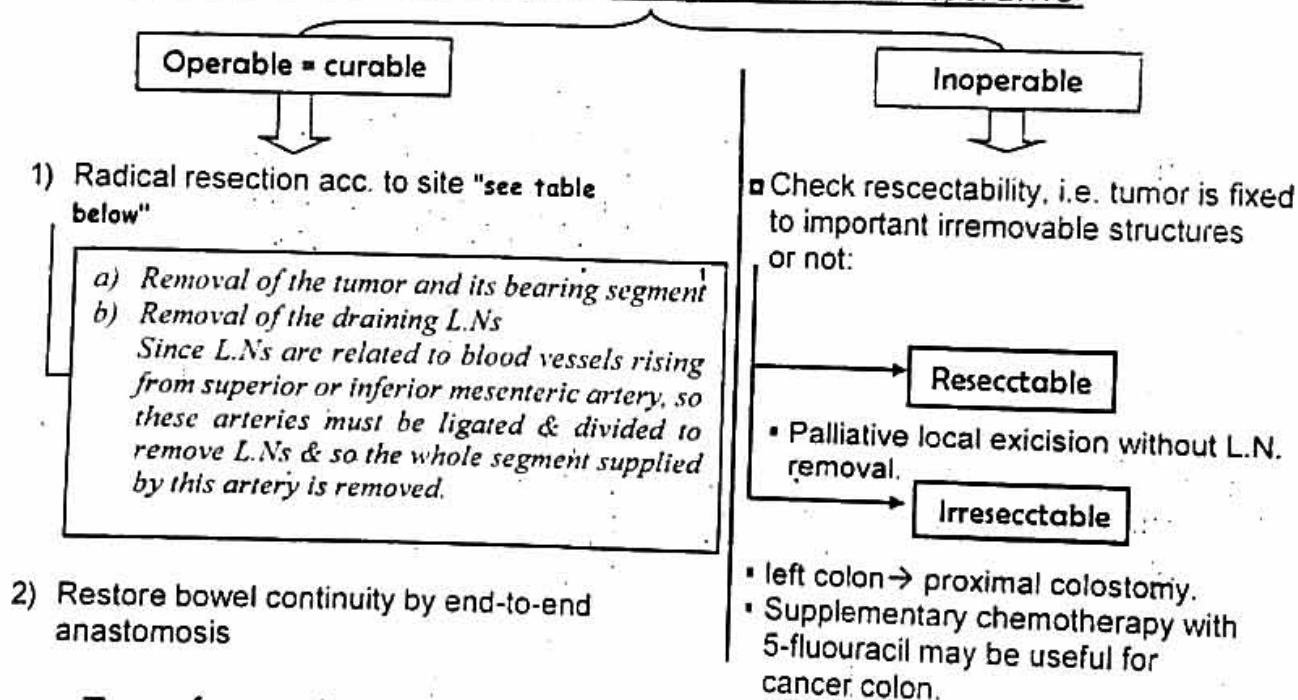 Operable = curable
1) Radical resection acc. to site "see table
below"
a) Removal of the tumor and its bearing segment
b) Removal of the draining L.Ns
Since L.Ns are related to blood vessels rising
from superior or inferior mesenteric artery, so
these arteries must be ligated & divided to
remove L.Ns & so the whole segment supplied
by this artery is removed.
2) Restore bowel continuity by end-to-end
anastomosis
Inoperable
Check rescectability, i.e. tumor is fixed
to important irremovable structures
or not:
Resecctable
▪ Palliative local exicision without L.N.
removal.
Irresecctable
▪ left colon→ proximal colostomy.
▪ Supplementary chemotherapy with
5-fluouracil may be useful for
cancer colon.